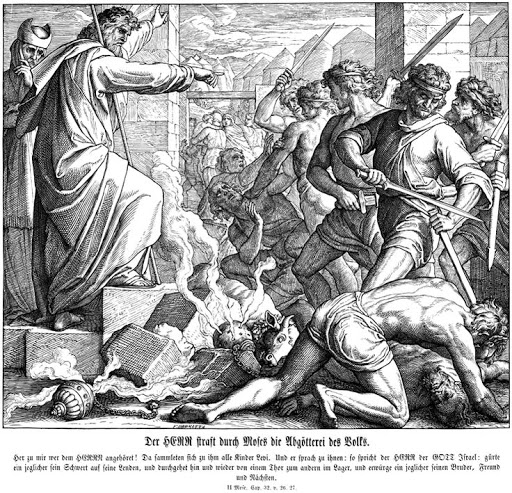 Der HERR straft durch Moses die Abgötterei des Volks.
Her zu mir wer dem HERRN angehöret! Da sammleten sich zu ihm alle Kinder Levi. Und er sprach zu ihnen: so spricht der HERR der GOTT Israel: gürte
ein jeglicher sein Schwert auf seine Lenden, und durchgehet hin und wieder von einem Thor zum andern im Lager, und erwürge ein jeglicher seinen Bruder, Freund
und Nächsten.
II Mose. Cap. 32. v. 26. 27.